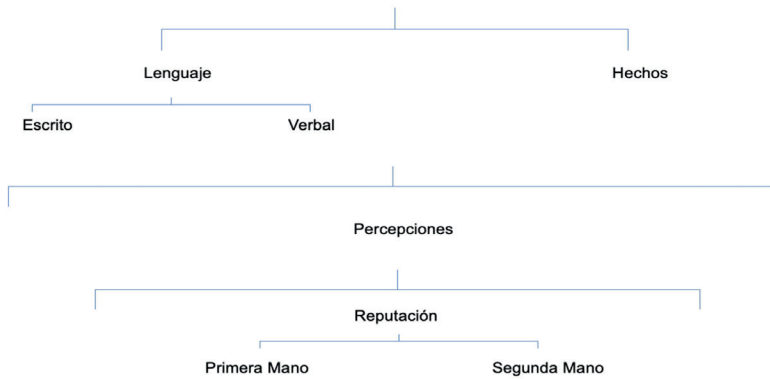 Lenguaje Hechos
Escrito Verbal
Percepciones
Reputación
Primera Mano Segunda Mano